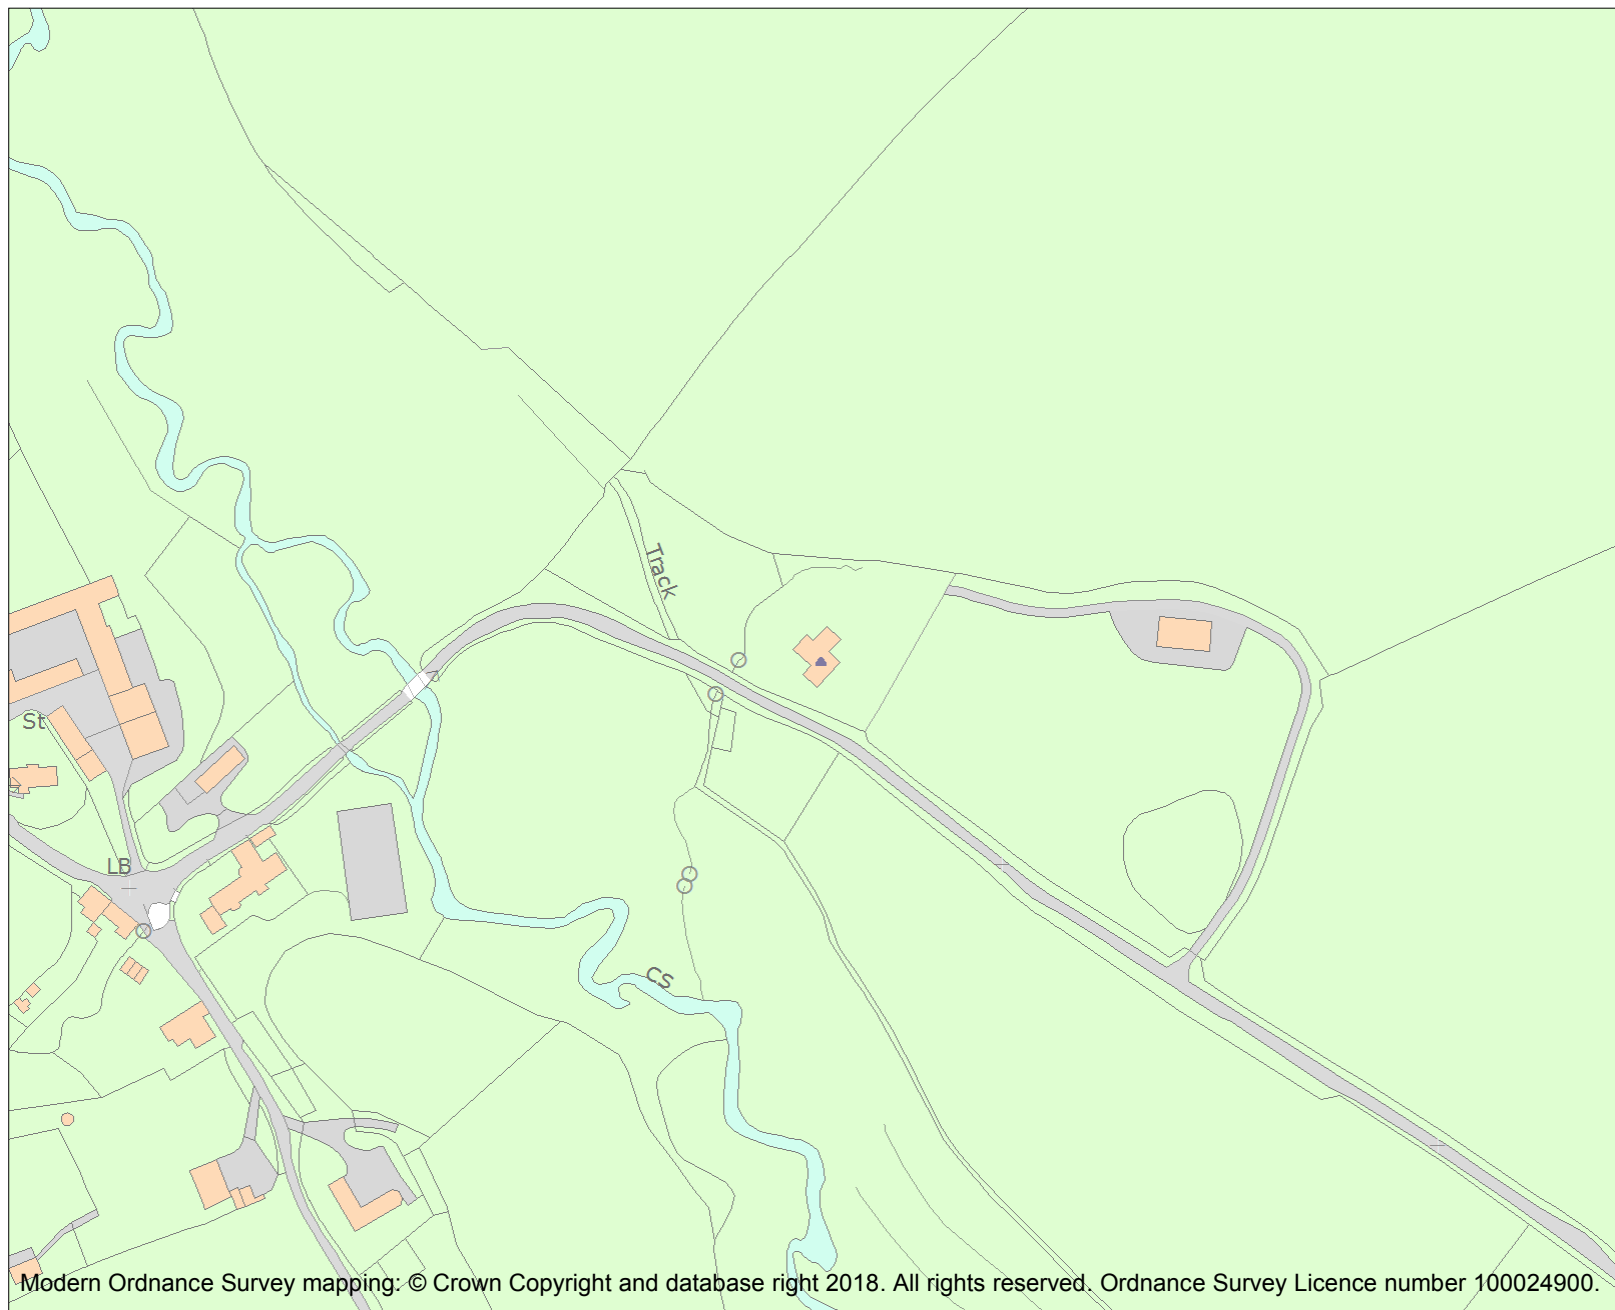 Track
St
LB
CS
Modern Ordnance Survey mapping: © Crown Copyright and database right 2018. All rights reserved. Ordnance Survey Licence number 100024900.